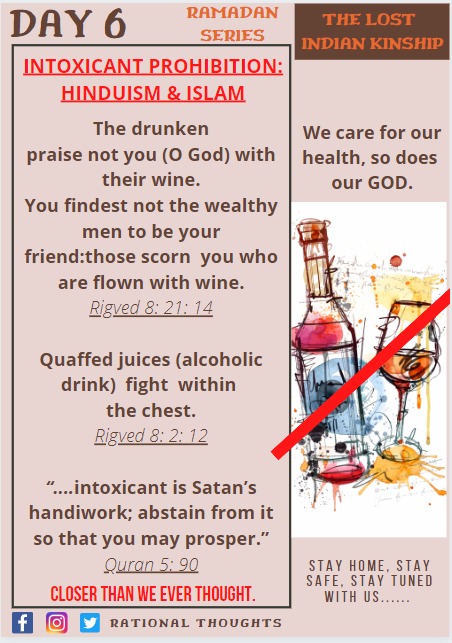 DAY 6
RAMADAN
SERIES
THE LOST
INDIAN KINSHIP
INTOXICANT PROHIBITION:
HINDUISM & ISLAM
The drunken
praise not you (O God) with
their wine.
You findest not the wealthy
men to be your
friend:those scorn you who
are flown with wine.
Rigved 8: 21: 14
Quaffed juices (alcoholic
drink) fight within
the chest.
Rigved 8: 2: 12
“....intoxicant is Satan’s
handiwork; abstain from it
so that you may prosper.”
Quran 5: 90
CLOSER THAN WE EVER THOUGHT.
We care for our
health, so does
our GOD.
STAY HOME, STAY
SAFE, STAY TUNED
WITH US......
RATIONAL THOUGHTS